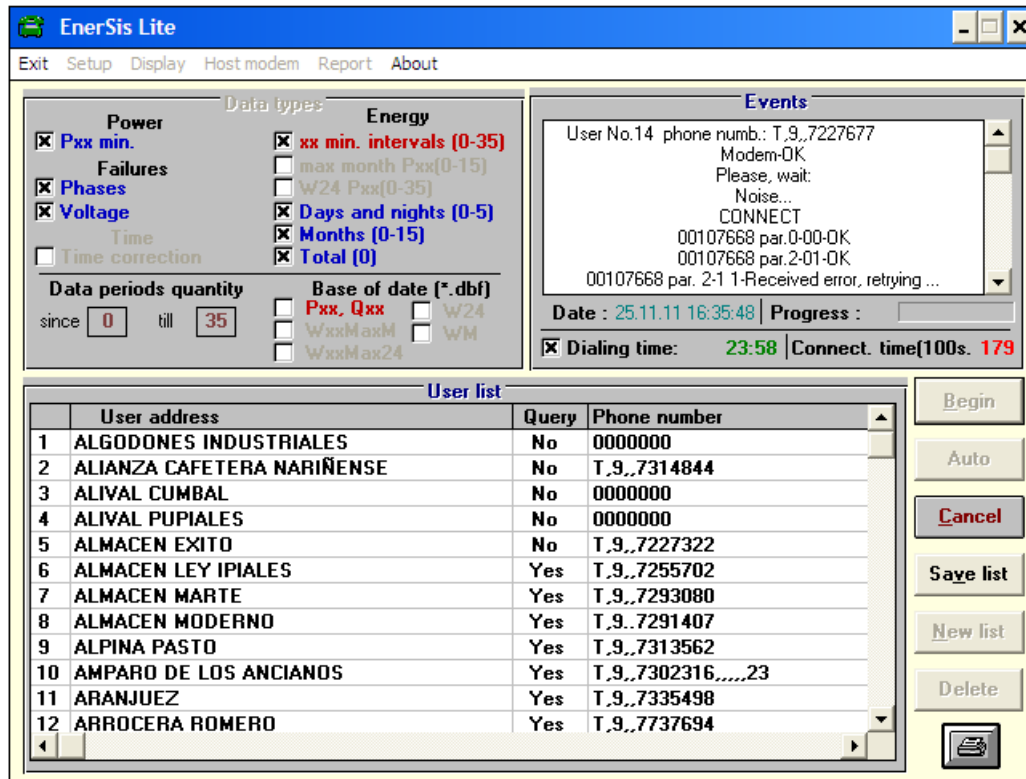 EnerSis Lite
Exit Setup Display Host modem Report About
Data types
Power
Pxx min.
Failures
Phases
Voltage
Time
Time correction
Energy
xx min. intervals (0-35)
max month Pxx(0-15)
W24 Pxx(0-35)
Days and nights (0-5)
Months (0-15)
Total (0)
Data periods quantity
since 0 till 35
Base of date (*.dbf)
Pxx, Qxx W24
WxxMaxM WM
WxxMax24
Events
User No.14 phone numb.: T,9,,7227677
Modem-OK
Please, wait:
Noise...
CONNECT
00107668 par.0-00-OK
00107668 par.2-01-OK
00107668 par. 2-1 1-Received error, retrying ...
Date : 25.11.11 16:35:48 Progress :
Dialing time: 23:58 Connect. time(100s. 179
User list
User address Query Phone number
1 ALGODONES INDUSTRIALES No 0000000
2 ALIANZA CAFETERA NARIÑENSE No T,9,,7314844
3 ALIVAL CUMBAL No 0000000
4 ALIVAL PUPIALES No 0000000
5 ALMACEN EXITO No T,9,,7227322
6 ALMACEN LEY IPIALES Yes T,9,,7255702
7 ALMACEN MARTE Yes T,9,,7293080
8 ALMACEN MODERNO Yes T,9..7291407
9 ALPINA PASTO Yes T,9,,7313562
10 AMPARO DE LOS ANCIANOS Yes T,9,,7302316,,,,,23
11 ARANJUEZ Yes T,9,,7335498
12 ARROCERA ROMERO Yes T,9,,7737694
Begin
Auto
Cancel
Save list
New list
Delete